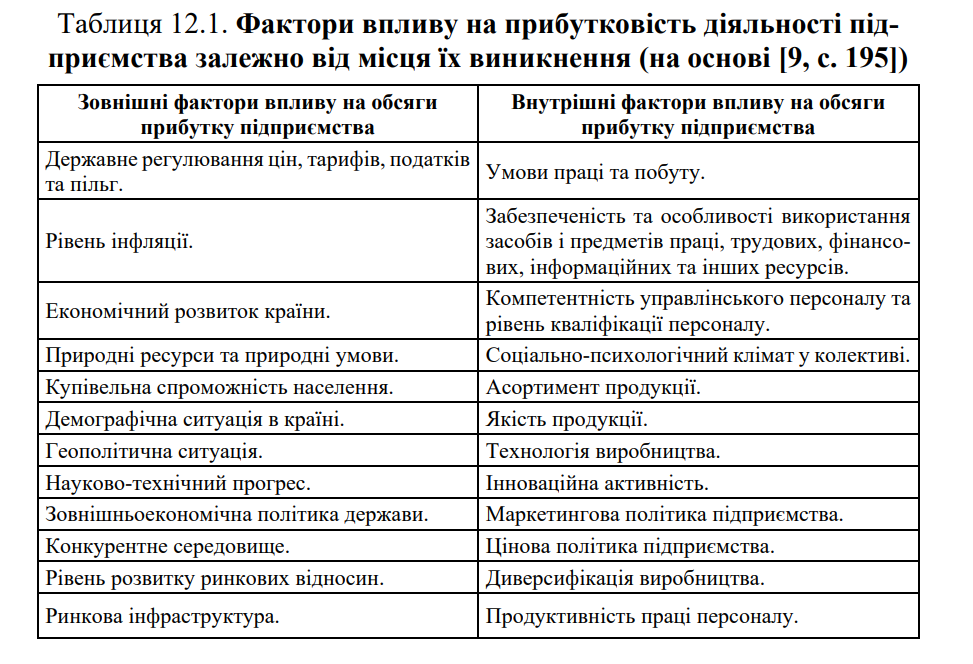 Таблиця 12.1. Фактори впливу на прибутковість діяльності під-
приємства залежно від місця їх виникнення (на основі [9, с. 195])
Зовнішні фактори впливу на обсяги
прибутку підприємства
Внутрішні фактори впливу на обсяги
прибутку підприємства
Державне регулювання цін, тарифів, податків
та пільг.
Умови праці та побуту.
Рівень інфляції.
Забезпеченість та особливості використання
засобів і предметів праці, трудових, фінансо-
вих, інформаційних та інших ресурсів.
Економічний розвиток країни.
Компетентність управлінського персоналу та
рівень кваліфікації персоналу.
Природні ресурси та природні умови.
Соціально-психологічний клімат у колективі.
Купівельна спроможність населення.
Асортимент продукції.
Демографічна ситуація в країні.
Якість продукції.
Геополітична ситуація.
Технологія виробництва.
Науково-технічний прогрес.
Інноваційна активність.
Зовнішньоекономічна політика держави.
Маркетингова політика підприємства.
Конкурентне середовище.
Цінова політика підприємства.
Рівень розвитку ринкових відносин.
Диверсифікація виробництва.
Ринкова інфраструктура.
Продуктивність праці персоналу.